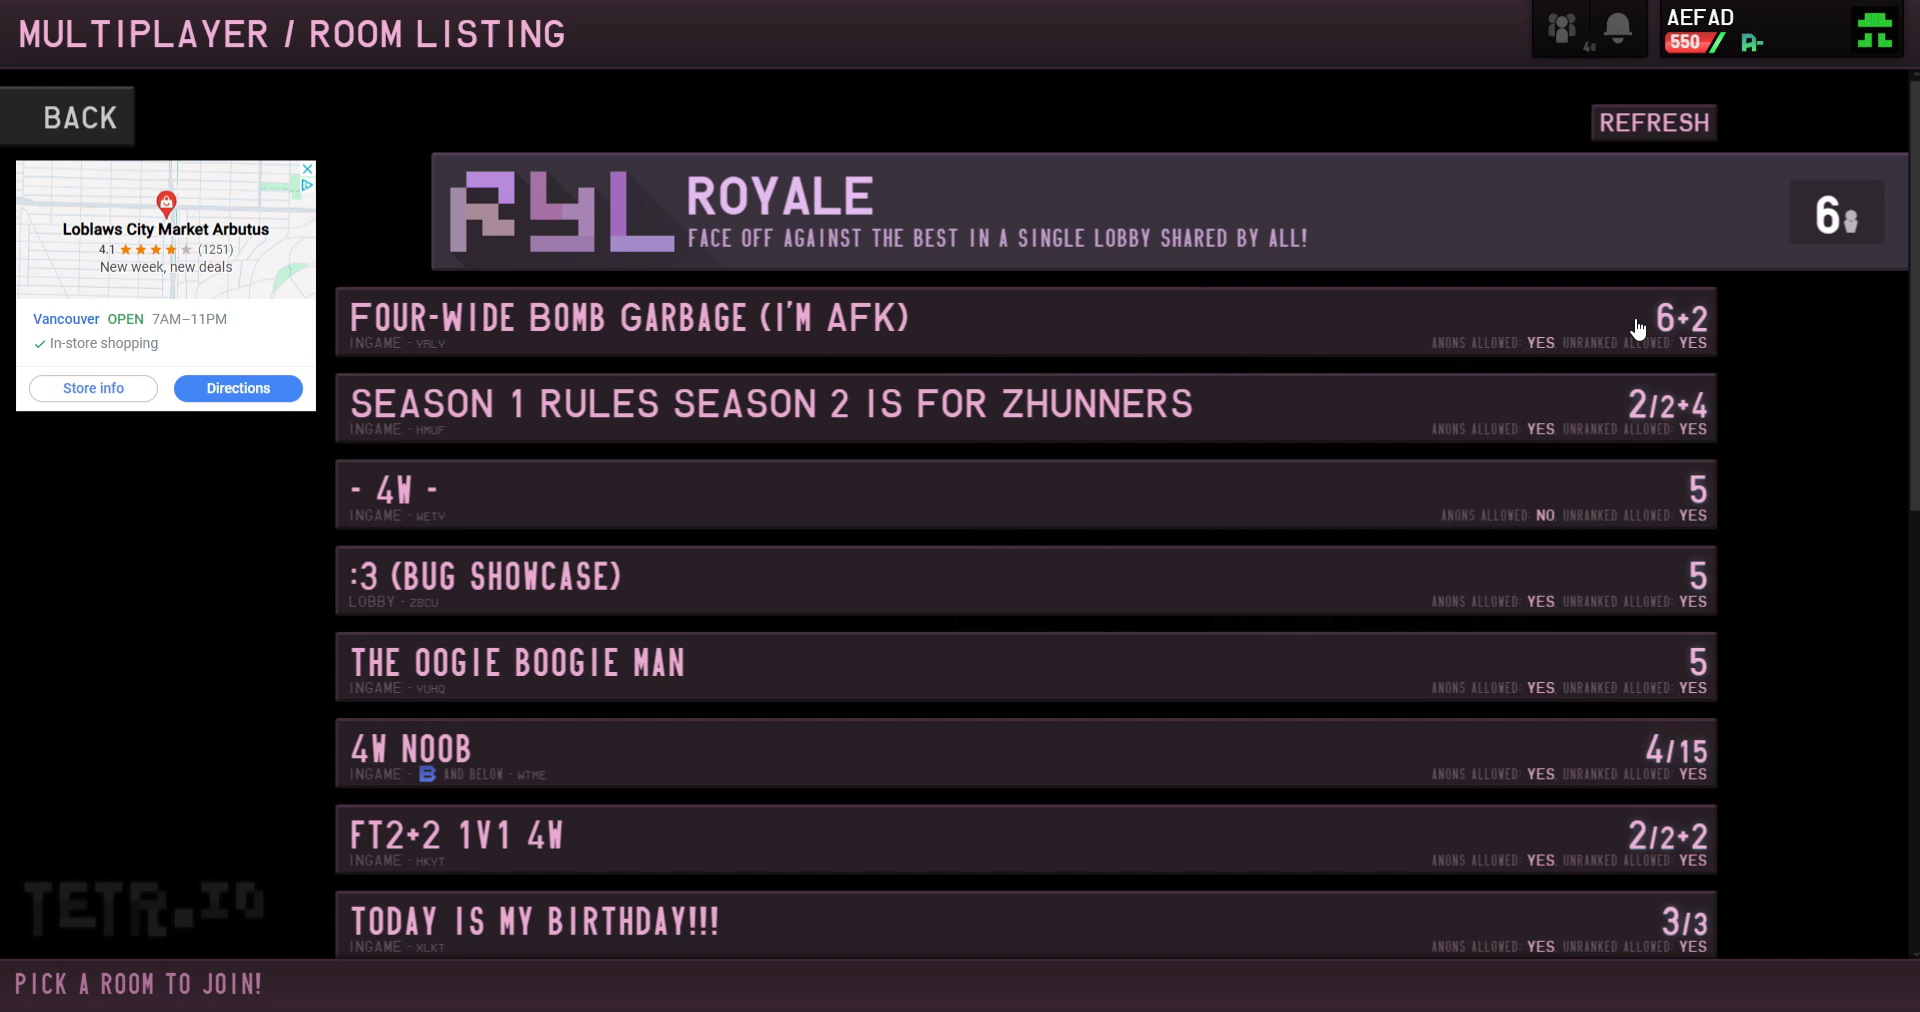 MULTIPLAYER / ROOM LISTING
AEFAD
550
A-
BACK
REFRESH
Loblaws City Market Arbutus
4.1 (1251)
New week, new deals
Vancouver OPEN 7AM–11PM
In-store shopping
Store info
Directions
RYL
ROYALE
FACE OFF AGAINST THE BEST IN A SINGLE LOBBY SHARED BY ALL!
6
FOUR-WIDE BOMB GARBAGE (I'M AFK)
6+2
INGAME - YRLY
ANONS ALLOWED: YES, UNRANKED ALLOWED: YES
SEASON 1 RULES SEASON 2 IS FOR ZHUNNERS
2/2+4
INGAME - HMUF
ANONS ALLOWED: YES, UNRANKED ALLOWED: YES
- 4W -
5
INGAME - WETY
ANONS ALLOWED: NO, UNRANKED ALLOWED: YES
:3 (BUG SHOWCASE)
5
LOBBY - ZBCU
ANONS ALLOWED: YES, UNRANKED ALLOWED: YES
THE OOGIE BOOGIE MAN
5
INGAME - YUHQ
ANONS ALLOWED: YES, UNRANKED ALLOWED: YES
4W NOOB
4/15
INGAME - B AND BELOW - WTME
ANONS ALLOWED: YES, UNRANKED ALLOWED: YES
FT2+2 1V1 4W
2/2+2
INGAME - HKYT
ANONS ALLOWED: YES, UNRANKED ALLOWED: YES
TODAY IS MY BIRTHDAY!!!
3/3
INGAME - XLKT
ANONS ALLOWED: YES, UNRANKED ALLOWED: YES
TETR.IO
PICK A ROOM TO JOIN!